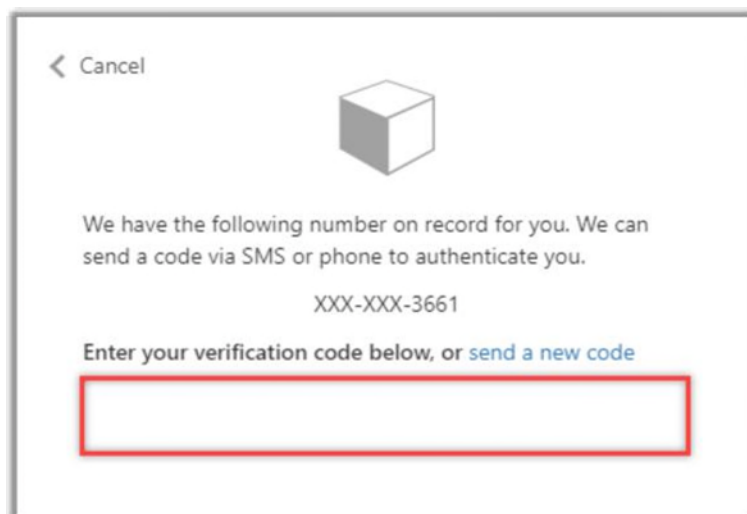 Cancel
We have the following number on record for you. We can
send a code via SMS or phone to authenticate you.
XXX-XXX-3661
Enter your verification code below, or send a new code